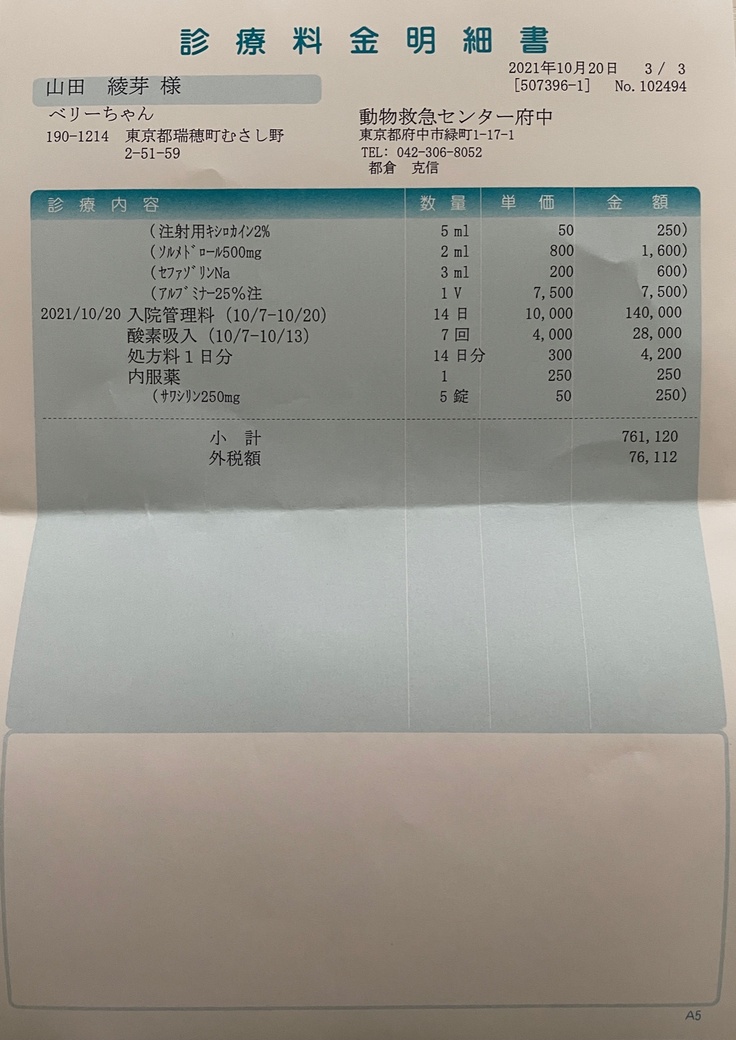 診療料金明細書
2021年10月20日 3 / 3
[507396-1] No.102494
山田 綾芽 様
ベリーちゃん
190-1214 東京都瑞穂町むさし野
2-51-59
動物救急センター府中
東京都府中市緑町1-17-1
TEL: 042-306-8052
都倉 克信
診療内容 数量 単価 金額
(注射用ｷｼﾛｶｲﾝ2% 5 ml 50 250)
(ｿﾙﾒﾄﾞﾛｰﾙ500mg 2 ml 800 1,600)
(ｾﾌｧｿﾞﾘﾝNa 3 ml 200 600)
(ｱﾙﾌﾞﾐﾅｰ25%注 1 V 7,500 7,500)
2021/10/20 入院管理料（10/7-10/20） 14 日 10,000 140,000
酸素吸入（10/7-10/13） 7 回 4,000 28,000
処方料１日分 14 日分 300 4,200
内服薬 1 250 250
(ｻﾜｼﾘﾝ250mg 5 錠 50 250)
小 計 761,120
外税額 76,112
A5